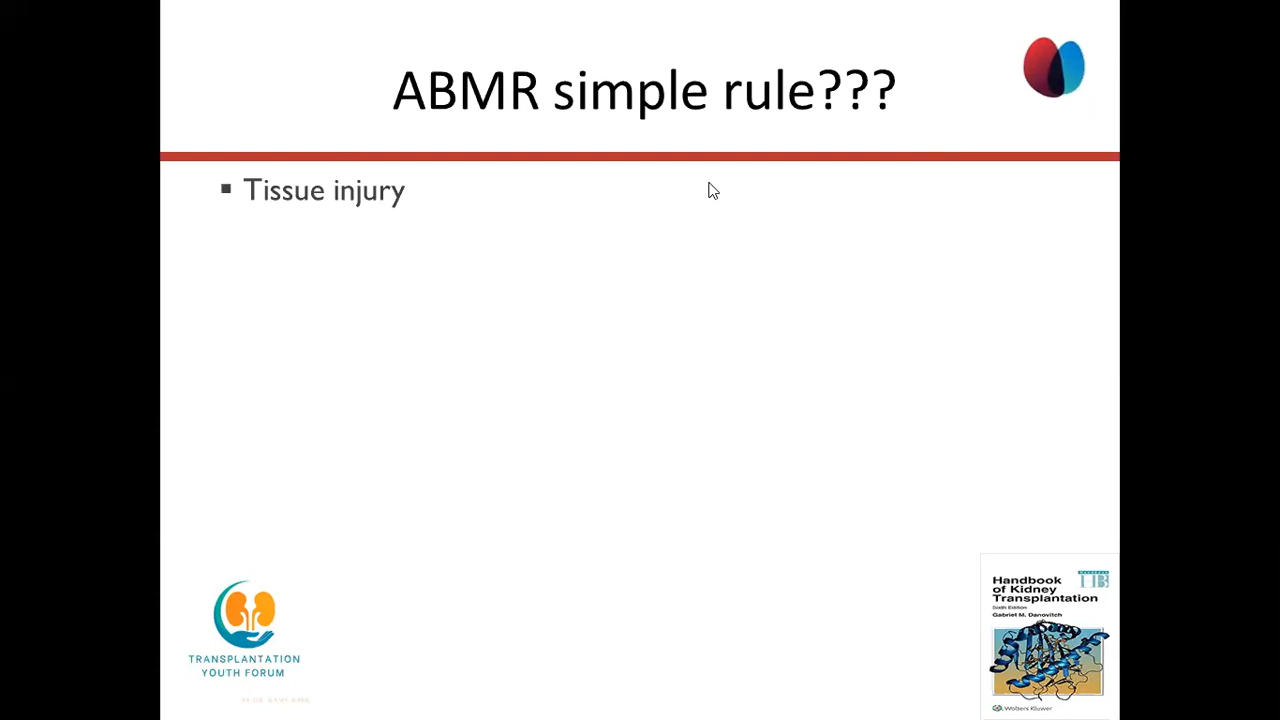 ABMR simple rule???
▪ Tissue injury
TRANSPLANTATION
YOUTH FORUM
Handbook
of Kidney
Transplantation
Sixth Edition
Gabriel M. Danovitch
Wolters Kluwer